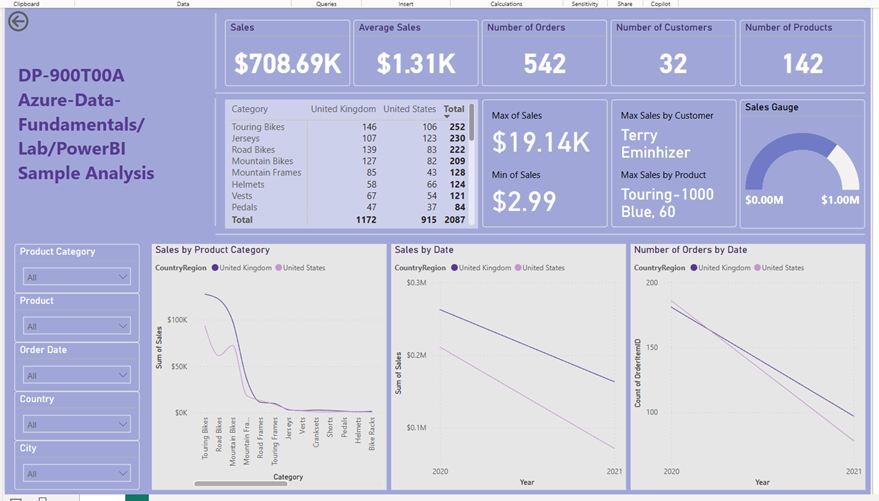 Clipboard Data Queries Insert Calculations Sensitivity Share Copilot
DP-900T00A
Azure-Data-
Fundamentals/
Lab/PowerBI
Sample Analysis
Sales
$708.69K
Average Sales
$1.31K
Number of Orders
542
Number of Customers
32
Number of Products
142
Category United Kingdom United States Total
Touring Bikes 146 106 252
Jerseys 107 123 230
Road Bikes 139 83 222
Mountain Bikes 127 82 209
Mountain Frames 85 43 128
Helmets 58 66 124
Vests 67 54 121
Pedals 47 37 84
Total 1172 915 2087
Max of Sales
$19.14K
Min of Sales
$2.99
Max Sales by Customer
Terry
Eminhizer
Max Sales by Product
Touring-1000
Blue, 60
Sales Gauge
$0.00M $1.00M
Product Category
All
Product
All
Order Date
All
Country
All
City
All
Sales by Product Category
CountryRegion United Kingdom United States
Sum of Sales
$100K
$50K
$0K
Touring Bikes
Road Bikes
Mountain Bikes
Mountain Fra...
Road Frames
Touring Frames
Jerseys
Vests
Cranksets
Shorts
Pedals
Helmets
Bike Racks
Category
Sales by Date
CountryRegion United Kingdom United States
Sum of Sales
$0.3M
$0.2M
$0.1M
2020 2021
Year
Number of Orders by Date
CountryRegion United Kingdom United States
Count of OrderItemID
200
150
100
2020 2021
Year